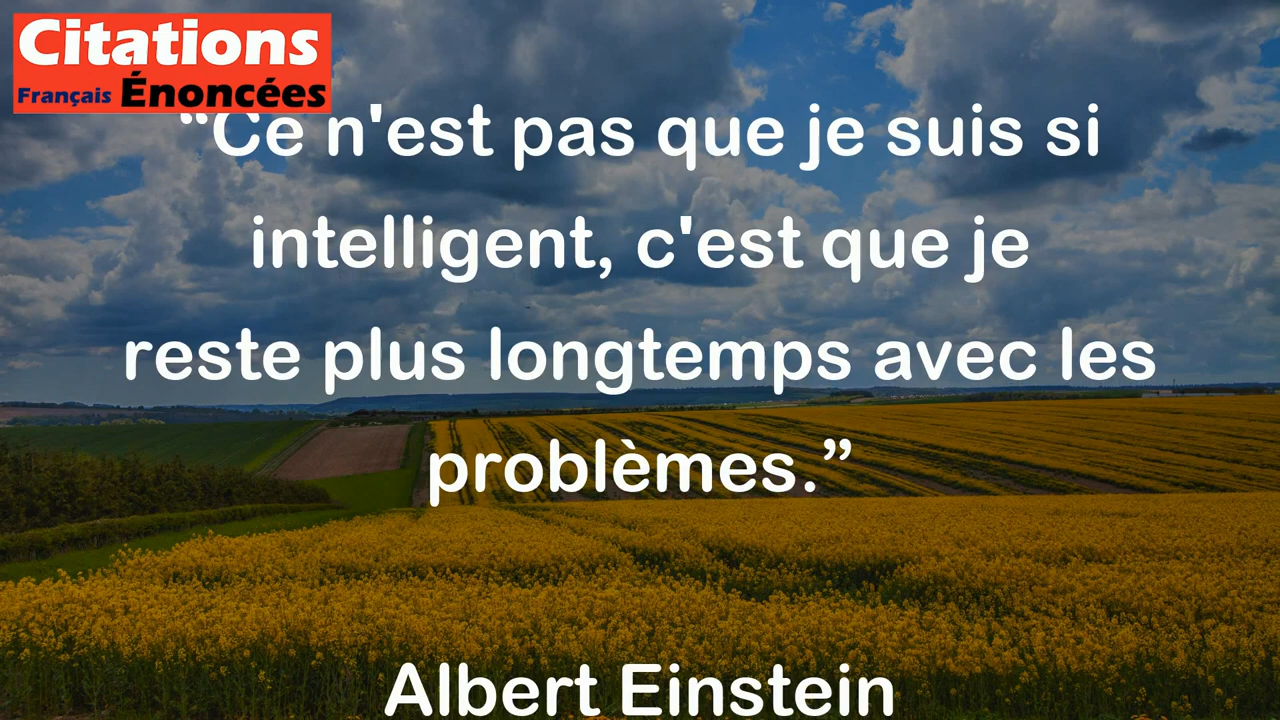 Citations
Français Énoncées
“Ce n'est pas que je suis si
intelligent, c'est que je
reste plus longtemps avec les
problèmes.”
Albert Einstein